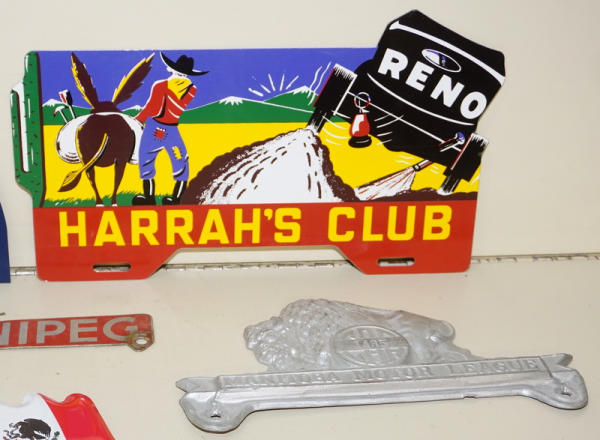 RENO
HARRAH'S CLUB
NIPEG
MANITOBA MOTOR LEAGUE